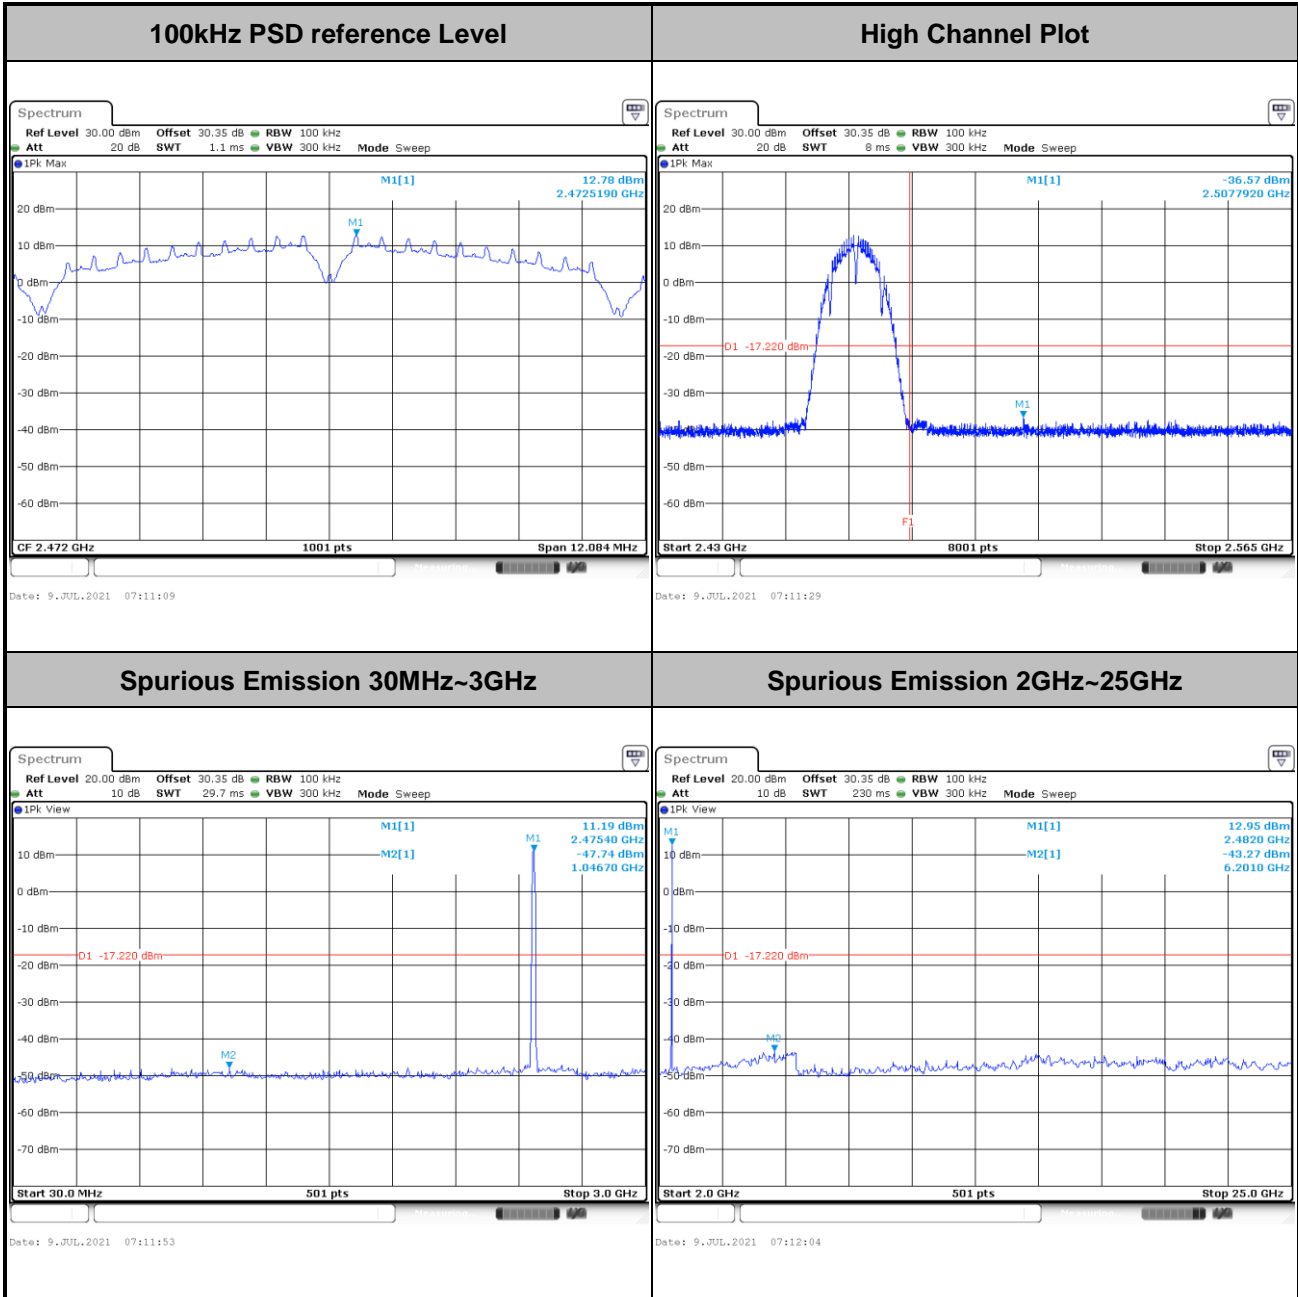 100kHz PSD reference Level
Spectrum
Ref Level 30.00 dBm Offset 30.35 dB RBW 100 kHz
Att 20 dB SWT 1.1 ms VBW 300 kHz Mode Sweep
1Pk Max
M1[1] 12.78 dBm
2.4725190 GHz
M1
20 dBm
10 dBm
0 dBm
-10 dBm
-20 dBm
-30 dBm
-40 dBm
-50 dBm
-60 dBm
CF 2.472 GHz 1001 pts Span 12.084 MHz
Measuring...
Date: 9.JUL.2021 07:11:09
High Channel Plot
Spectrum
Ref Level 30.00 dBm Offset 30.35 dB RBW 100 kHz
Att 20 dB SWT 8 ms VBW 300 kHz Mode Sweep
1Pk Max
M1[1] -36.57 dBm
2.5077920 GHz
20 dBm
10 dBm
0 dBm
-10 dBm
D1 -17.220 dBm
-20 dBm
-30 dBm
M1
-40 dBm
-50 dBm
-60 dBm
F1
Start 2.43 GHz 8001 pts Stop 2.565 GHz
Measuring...
Date: 9.JUL.2021 07:11:29
Spurious Emission 30MHz~3GHz
Spectrum
Ref Level 20.00 dBm Offset 30.35 dB RBW 100 kHz
Att 10 dB SWT 29.7 ms VBW 300 kHz Mode Sweep
1Pk View
M1[1] 11.19 dBm
2.47540 GHz
M2[1] -47.74 dBm
1.04670 GHz
M1
10 dBm
0 dBm
-10 dBm
D1 -17.220 dBm
-20 dBm
-30 dBm
-40 dBm
M2
-50 dBm
-60 dBm
-70 dBm
Start 30.0 MHz 501 pts Stop 3.0 GHz
Measuring...
Date: 9.JUL.2021 07:11:53
Spurious Emission 2GHz~25GHz
Spectrum
Ref Level 20.00 dBm Offset 30.35 dB RBW 100 kHz
Att 10 dB SWT 230 ms VBW 300 kHz Mode Sweep
1Pk View
M1[1] 12.95 dBm
2.4820 GHz
M2[1] -43.27 dBm
6.2010 GHz
M1
10 dBm
0 dBm
-10 dBm
D1 -17.220 dBm
-20 dBm
-30 dBm
-40 dBm
M2
-50 dBm
-60 dBm
-70 dBm
Start 2.0 GHz 501 pts Stop 25.0 GHz
Measuring...
Date: 9.JUL.2021 07:12:04